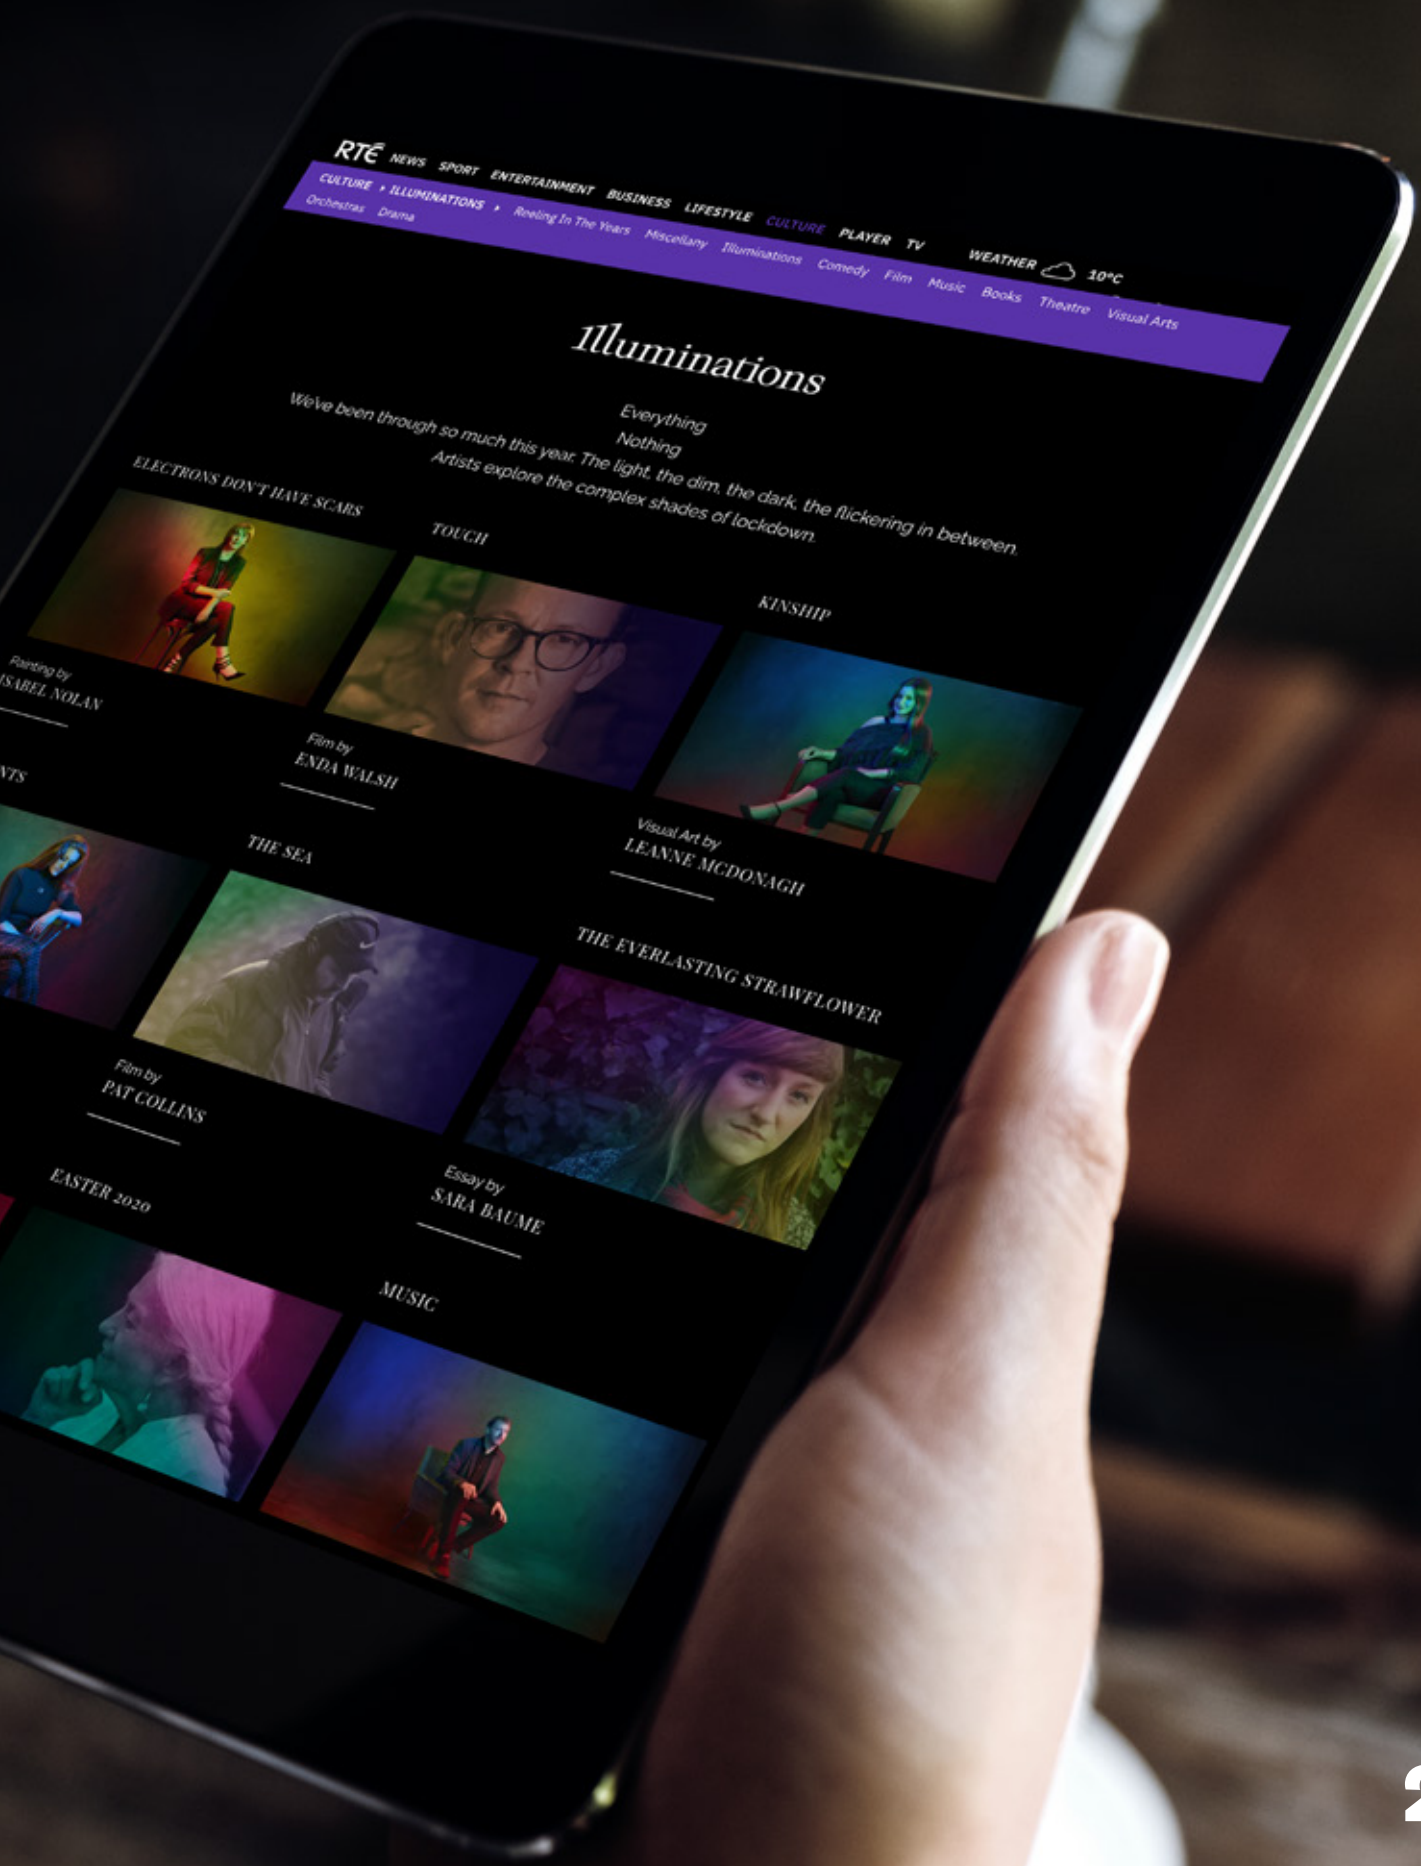 RTÉ NEWS SPORT ENTERTAINMENT BUSINESS LIFESTYLE CULTURE PLAYER TV WEATHER 10°C
CULTURE ILLUMINATIONS Reeling In The Years Miscellany Illuminations Comedy Film Music Books Theatre Visual Arts
Orchestras Drama
Illuminations
Everything
Nothing
We've been through so much this year. The light, the dim, the dark, the flickering in between.
Artists explore the complex shades of lockdown.
ELECTRONS DON'T HAVE SCARS
Painting by
ISABEL NOLAN
TOUCH
Film by
ENDA WALSH
KINSHIP
Visual Art by
LEANNE MCDONAGH
NTS
THE SEA
Film by
PAT COLLINS
THE EVERLASTING STRAWFLOWER
Essay by
SARA BAUME
EASTER 2020
MUSIC
2